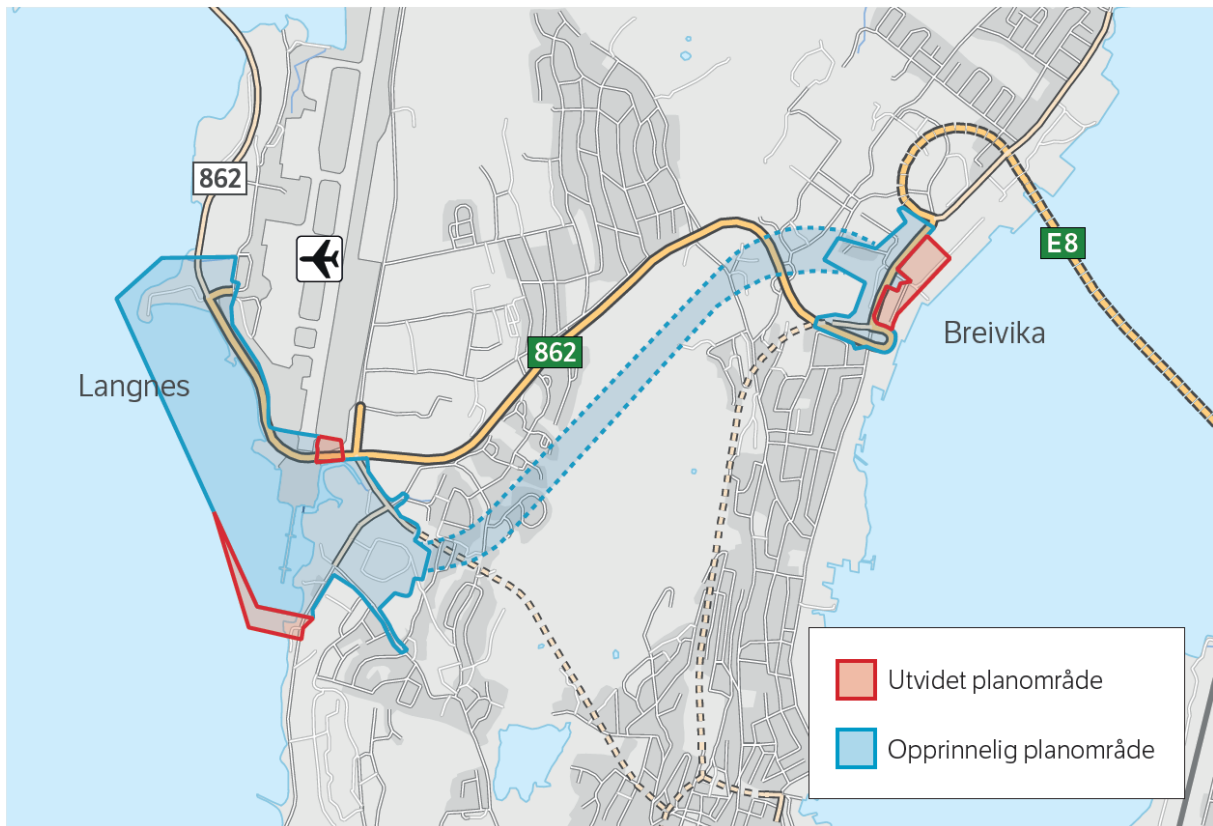 862
E8
Breivika
862
Langnes
Utvidet planområde
Opprinnelig planområde